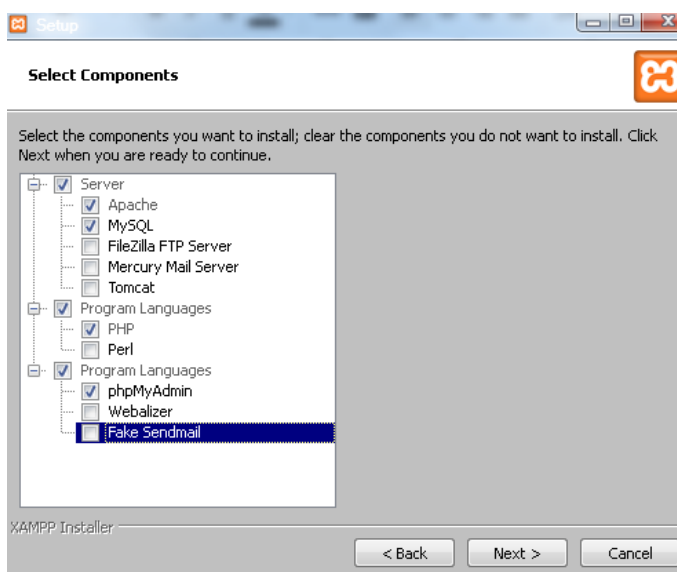 Setup
Select Components
Select the components you want to install; clear the components you do not want to install. Click
Next when you are ready to continue.
Server
Apache
MySQL
FileZilla FTP Server
Mercury Mail Server
Tomcat
Program Languages
PHP
Perl
Program Languages
phpMyAdmin
Webalizer
Fake Sendmail
XAMPP Installer
< Back
Next >
Cancel